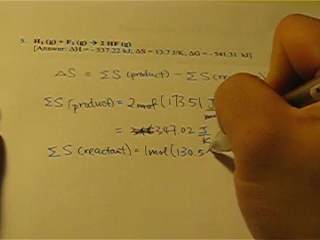 5. H₂ (g) + F₂ (g) → 2 HF (g)
[Answer: ΔH = - 537.22 kJ; ΔS = 13.7 J/K; ΔG = - 541.31 kJ]
ΔS = ΣS (product) - ΣS
ΣS (product) = 2mol (173.51 J
= 347.02 J/K
ΣS (reactant) = 1mol (130.5